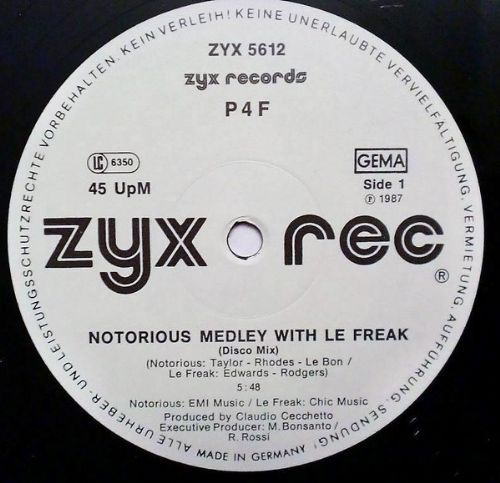 ALLE URHEBER- UND LEISTUNGSSCHUTZRECHTE VORBEHALTEN. KEIN VERLEIH! KEINE UNERLAUBTE VERVIELFÄLTIGUNG, VERMIETUNG, AUFFÜHRUNG, SENDUNG!
ZYX 5612
zyx records
P4F
LC 6350
GEMA
45 UpM
Side 1
Ⓟ 1987
zyx rec ®
NOTORIOUS MEDLEY WITH LE FREAK
(Disco Mix)
(Notorious: Taylor - Rhodes - Le Bon /
Le Freak: Edwards - Rodgers)
5:48
Notorious: EMI Music / Le Freak: Chic Music
Produced by Claudio Cecchetto
Executive Producer: M. Bonsanto/
R. Rossi
MADE IN GERMANY